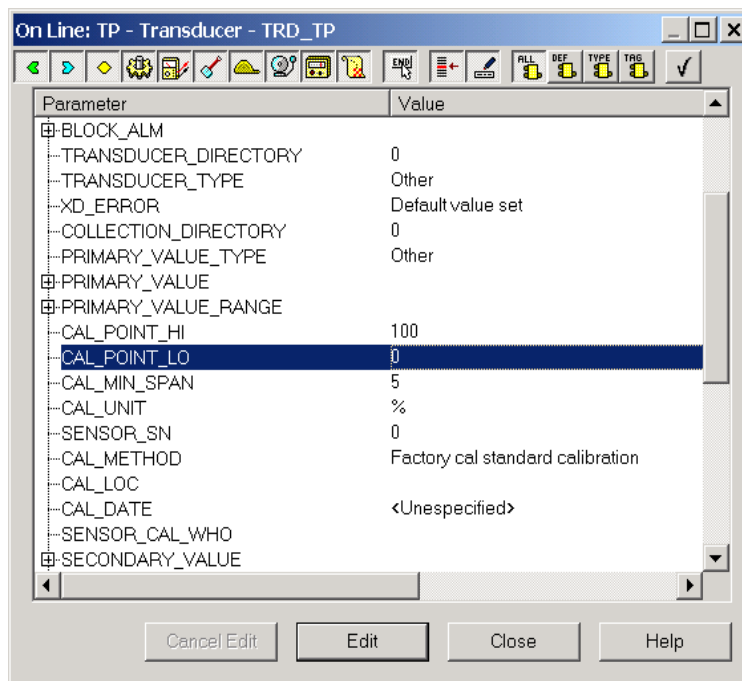 On Line: TP - Transducer - TRD_TP
END ALL DEF TYPE TAG
Parameter Value
BLOCK_ALM
TRANSDUCER_DIRECTORY 0
TRANSDUCER_TYPE Other
XD_ERROR Default value set
COLLECTION_DIRECTORY 0
PRIMARY_VALUE_TYPE Other
PRIMARY_VALUE
PRIMARY_VALUE_RANGE
CAL_POINT_HI 100
CAL_POINT_LO 0
CAL_MIN_SPAN 5
CAL_UNIT %
SENSOR_SN 0
CAL_METHOD Factory cal standard calibration
CAL_LOC
CAL_DATE <Unspecified>
SENSOR_CAL_WHO
SECONDARY_VALUE
Cancel Edit Edit Close Help